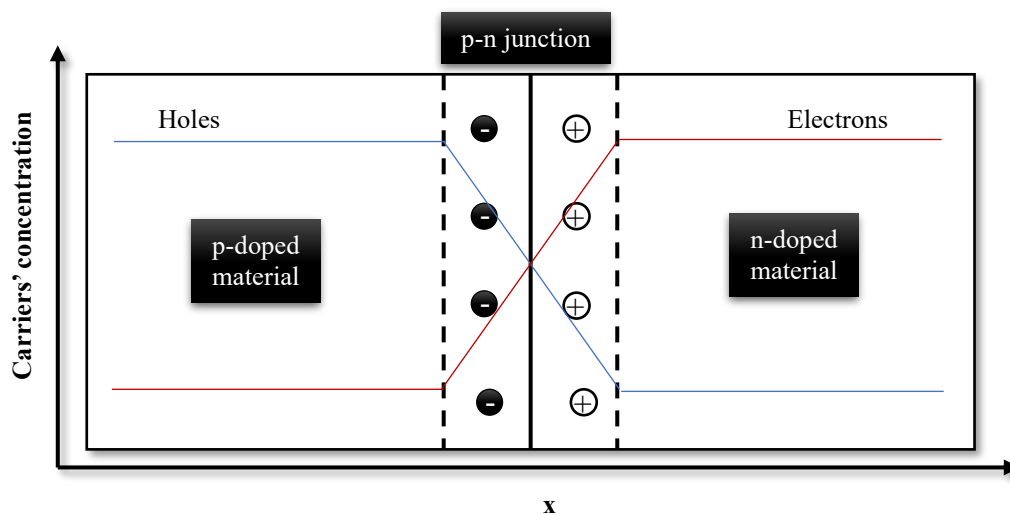 p-n junction
Holes
Electrons
-
+
-
+
p-doped
material
n-doped
material
-
+
-
+
Carriers’ concentration
x